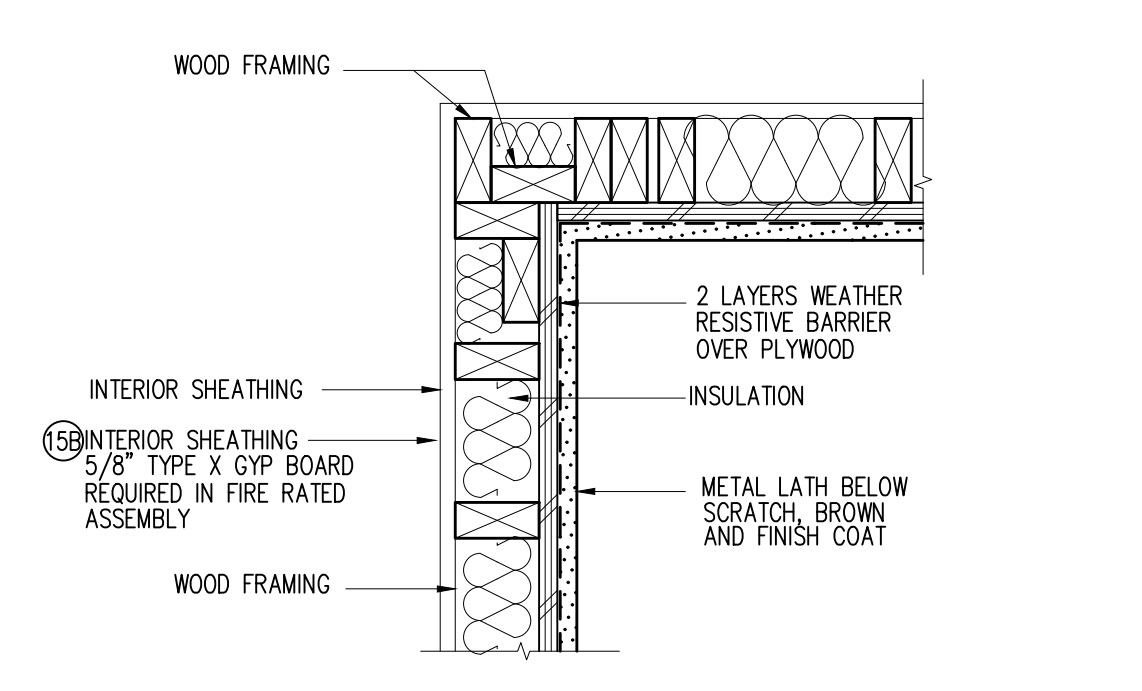 WOOD FRAMING
2 LAYERS WEATHER
RESISTIVE BARRIER
OVER PLYWOOD
INTERIOR SHEATHING
INSULATION
15B INTERIOR SHEATHING
5/8" TYPE X GYP BOARD
REQUIRED IN FIRE RATED
ASSEMBLY
METAL LATH BELOW
SCRATCH, BROWN
AND FINISH COAT
WOOD FRAMING